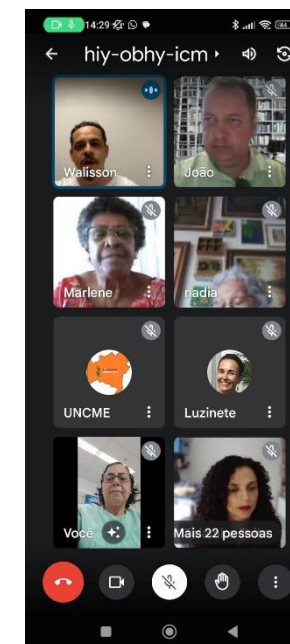 14:29
hiy-obhy-icm
Walisson
João
Marlene
nadia
UNCME
Luzinete
Você
Mais 22 pessoas